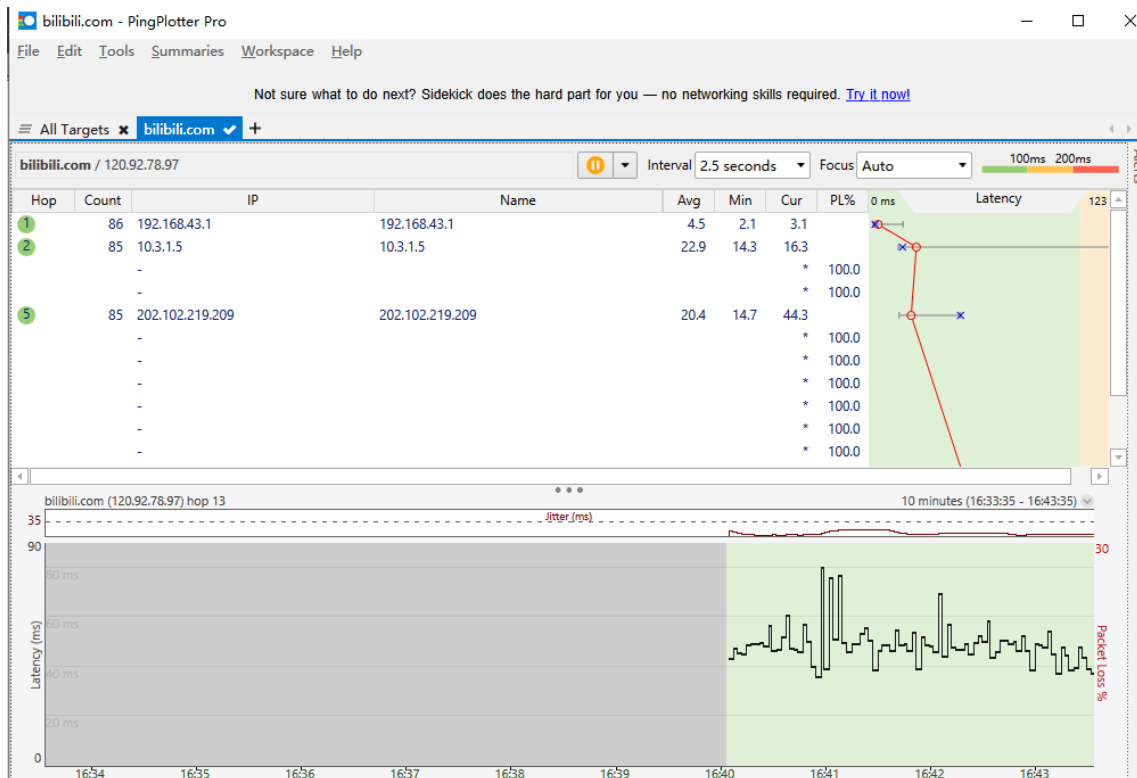 bilibili.com - PingPlotter Pro
File Edit Tools Summaries Workspace Help
Not sure what to do next? Sidekick does the hard part for you — no networking skills required. Try it now!
All Targets bilibili.com +
bilibili.com / 120.92.78.97 Interval 2.5 seconds Focus Auto 100ms 200ms
Hop Count IP Name Avg Min Cur PL% 0 ms Latency 123
1 86 192.168.43.1 192.168.43.1 4.5 2.1 3.1
2 85 10.3.1.5 10.3.1.5 22.9 14.3 16.3
- * 100.0
- * 100.0
5 85 202.102.219.209 202.102.219.209 20.4 14.7 44.3
- * 100.0
- * 100.0
- * 100.0
- * 100.0
- * 100.0
- * 100.0
bilibili.com (120.92.78.97) hop 13 10 minutes (16:33:35 - 16:43:35)
35 Jitter (ms)
90 30
80 ms
60 ms
Latency (ms) Packet Loss %
40 ms
20 ms
0
16:34 16:35 16:36 16:37 16:38 16:39 16:40 16:41 16:42 16:43